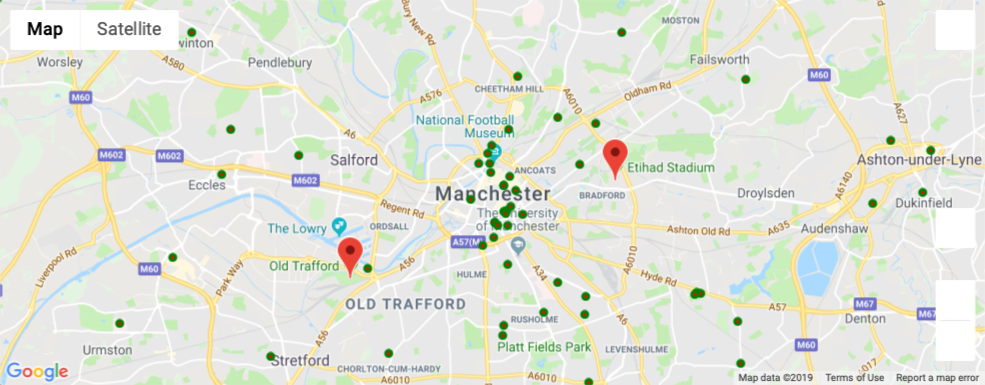 Map
Satellite
winton
Worsley
Pendlebury
A580
A576
Bury New Rd
MOSTON
Failsworth
M60
CHEETHAM HILL
A6010
Oldham Rd
M60
A627
National Football
Museum
A6
M602
M602
Salford
Eccles
M602
ANCOATS
Etihad Stadium
BRADFORD
Ashton-under-Lyne
Manchester
Regent Rd
Droylsden
A6140
Dukinfield
The University
of Manchester
The Lowry
ORDSALL
Ashton Old Rd
A635
Audenshaw
A57(M)
Liverpool Rd
M60
Park Way
Old Trafford
A56
HULME
A34
Hyde Rd
A6010
OLD TRAFFORD
A57
M67
M67
Denton
RUSHOLME
A6
A56
Urmston
Stretford
Platt Fields Park
LEVENSHULME
M60
CHORLTON-CUM-HARDY
A6010
A6010
Google
Map data ©2019
Terms of Use
Report a map error